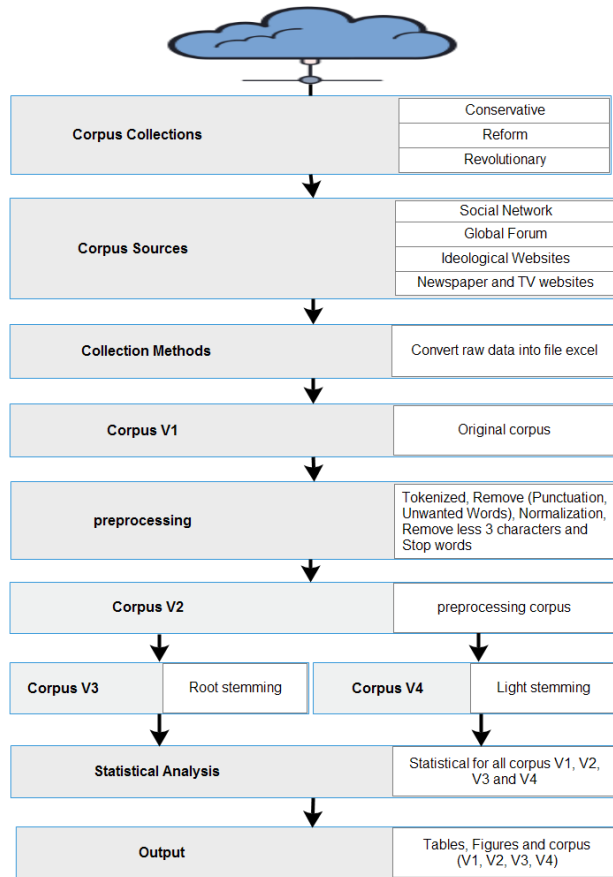 Corpus Collections
Conservative
Reform
Revolutionary
Corpus Sources
Social Network
Global Forum
Ideological Websites
Newspaper and TV websites
Collection Methods
Convert raw data into file excel
Corpus V1
Original corpus
preprocessing
Tokenized, Remove (Punctuation,
Unwanted Words), Normalization,
Remove less 3 characters and
Stop words
Corpus V2
preprocessing corpus
Corpus V3
Root stemming
Corpus V4
Light stemming
Statistical Analysis
Statistical for all corpus V1, V2,
V3 and V4
Output
Tables, Figures and corpus
(V1, V2, V3, V4)